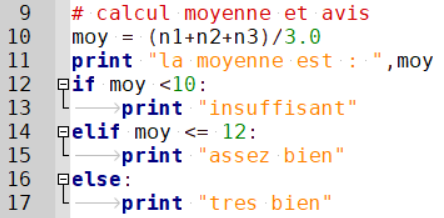 9 # calcul moyenne et avis
10 moy = (n1+n2+n3)/3.0
11 print "la moyenne est : ",moy
12 if moy <10:
13 print "insuffisant"
14 elif moy <= 12:
15 print "assez bien"
16 else:
17 print "tres bien"